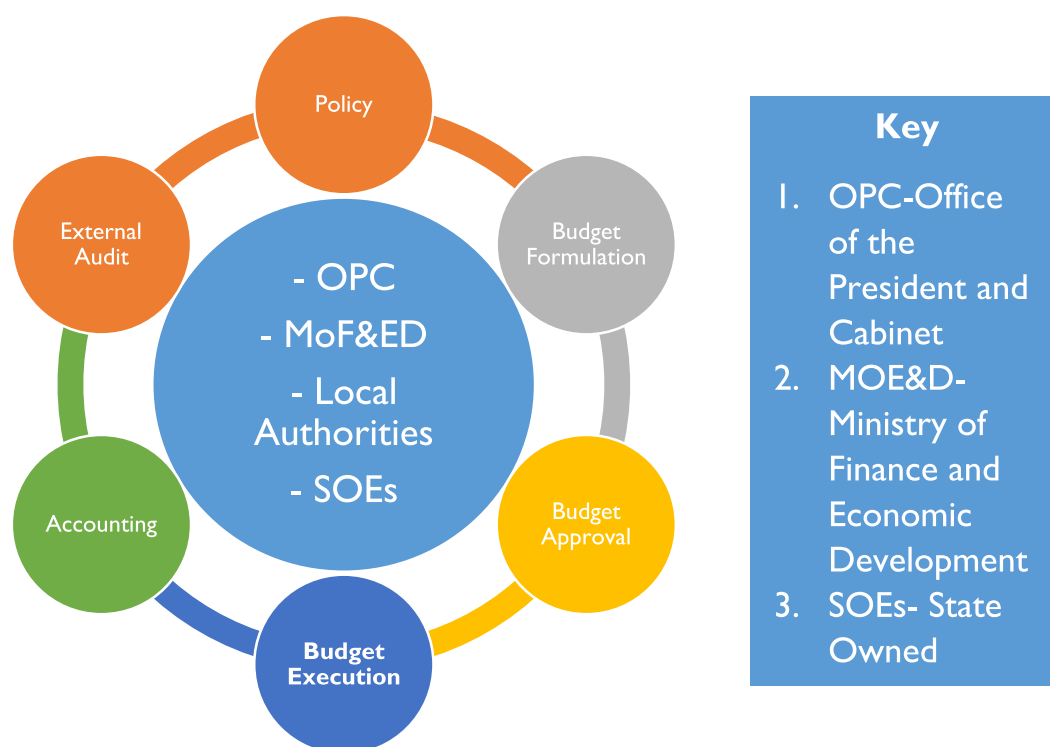 Policy
External
Audit
Budget
Formulation
- OPC
- MoF&ED
- Local
Authorities
- SOEs
Accounting
Budget
Approval
Budget
Execution
Key
1. OPC-Office
of the
President and
Cabinet
2. MOE&D-
Ministry of
Finance and
Economic
Development
3. SOEs- State
Owned